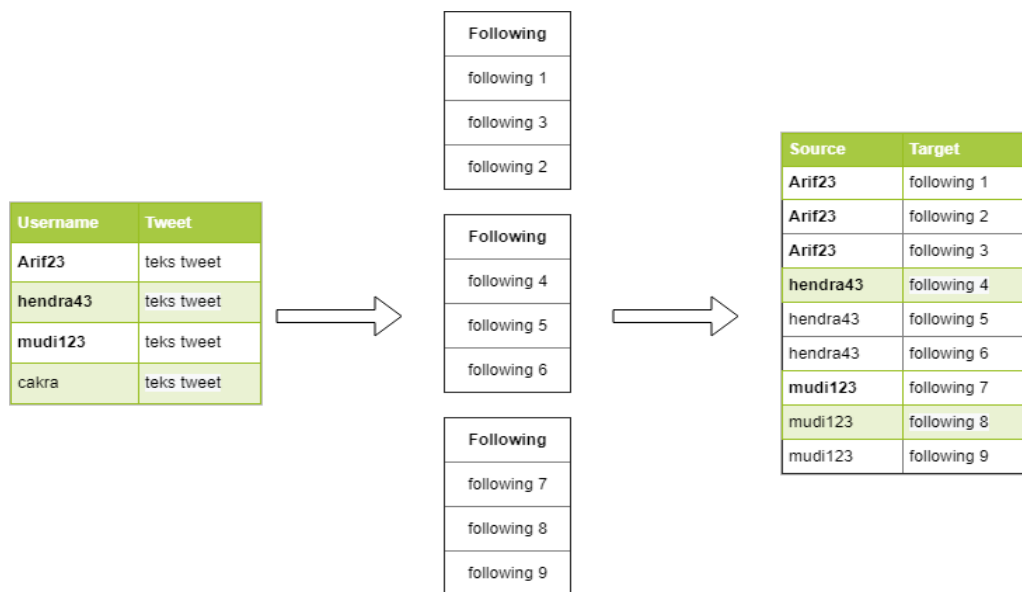 Username Tweet
Arif23 teks tweet
hendra43 teks tweet
mudi123 teks tweet
cakra teks tweet
Following
following 1
following 3
following 2
Following
following 4
following 5
following 6
Following
following 7
following 8
following 9
Source Target
Arif23 following 1
Arif23 following 2
Arif23 following 3
hendra43 following 4
hendra43 following 5
hendra43 following 6
mudi123 following 7
mudi123 following 8
mudi123 following 9